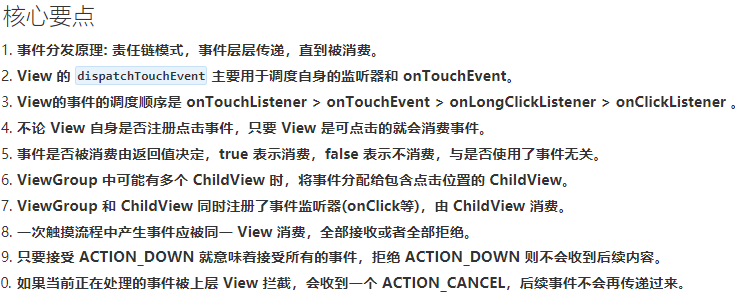 核心要点
1. 事件分发原理: 责任链模式，事件层层传递，直到被消费。
2. View 的 dispatchTouchEvent 主要用于调度自身的监听器和 onTouchEvent。
3. View的事件的调度顺序是 onTouchListener > onTouchEvent > onLongClickListener > onClickListener 。
4. 不论 View 自身是否注册点击事件，只要 View 是可点击的就会消费事件。
5. 事件是否被消费由返回值决定，true 表示消费，false 表示不消费，与是否使用了事件无关。
6. ViewGroup 中可能有多个 ChildView 时，将事件分配给包含点击位置的 ChildView。
7. ViewGroup 和 ChildView 同时注册了事件监听器(onClick等)，由 ChildView 消费。
8. 一次触摸流程中产生事件应被同一 View 消费，全部接收或者全部拒绝。
9. 只要接受 ACTION_DOWN 就意味着接受所有的事件，拒绝 ACTION_DOWN 则不会收到后续内容。
0. 如果当前正在处理的事件被上层 View 拦截，会收到一个 ACTION_CANCEL，后续事件不会再传递过来。